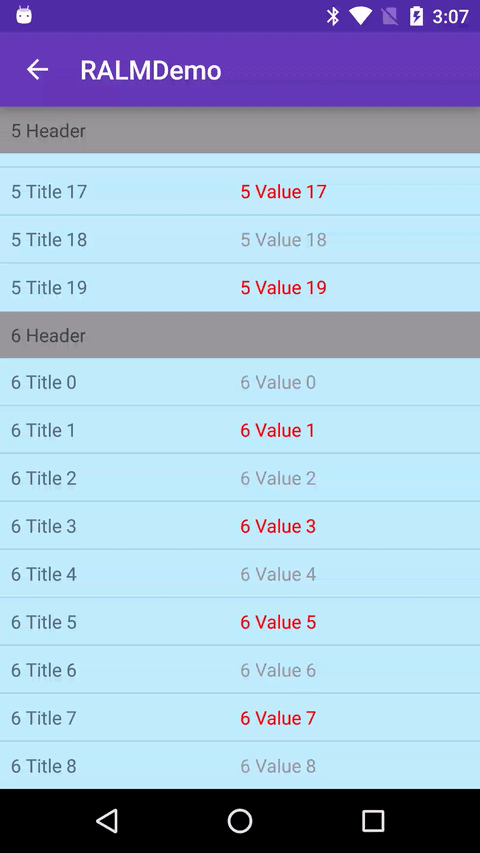 3:07
RALMDemo
5 Header
5 Title 17 5 Value 17
5 Title 18 5 Value 18
5 Title 19 5 Value 19
6 Header
6 Title 0 6 Value 0
6 Title 1 6 Value 1
6 Title 2 6 Value 2
6 Title 3 6 Value 3
6 Title 4 6 Value 4
6 Title 5 6 Value 5
6 Title 6 6 Value 6
6 Title 7 6 Value 7
6 Title 8 6 Value 8